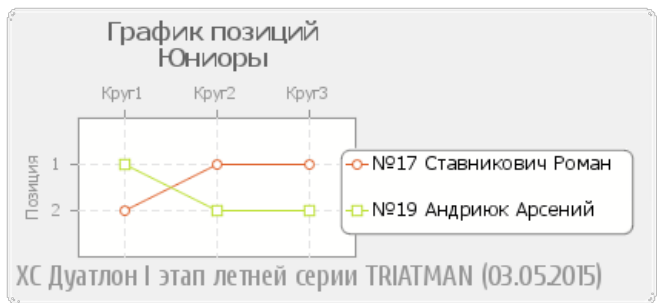 График позиций
Юниоры
Круг1 Круг2 Круг3
Позиция
1
2
№17 Ставникович Роман
№19 Андриюк Арсений
XC Дуатлон I этап летней серии TRIATMAN (03.05.2015)